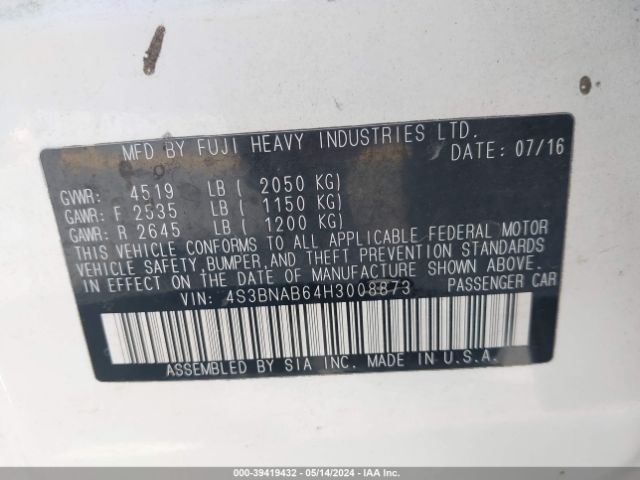 MFD BY FUJI HEAVY INDUSTRIES LTD.
DATE: 07/16
GVWR: 4519 LB ( 2050 KG)
GAWR: F 2535 LB ( 1150 KG)
GAWR: R 2645 LB ( 1200 KG)
THIS VEHICLE CONFORMS TO ALL APPLICABLE FEDERAL MOTOR
VEHICLE SAFETY, BUMPER, AND THEFT PREVENTION STANDARDS
IN EFFECT ON THE DATE OF MANUFACTURE SHOWN ABOVE.
VIN: 4S3BNAB64H3008873 PASSENGER CAR
ASSEMBLED BY SIA INC. MADE IN U.S.A.
000-39419432 - 05/14/2024 - IAA Inc.